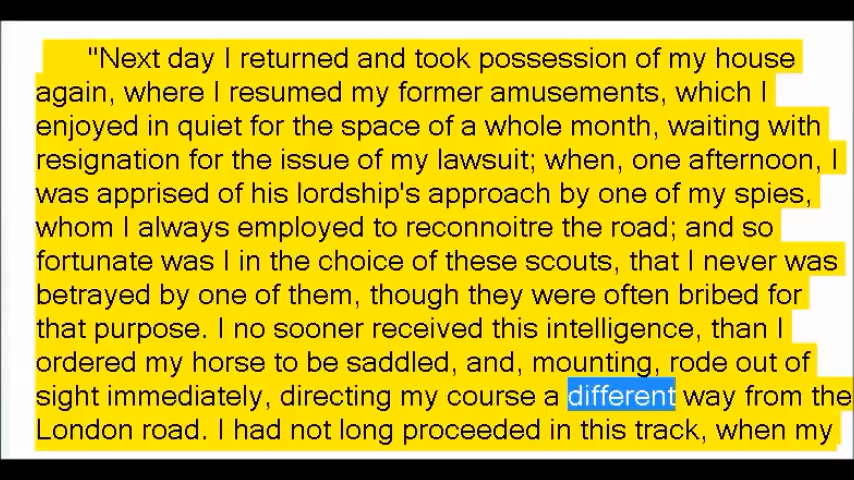 "Next day I returned and took possession of my house
again, where I resumed my former amusements, which I
enjoyed in quiet for the space of a whole month, waiting with
resignation for the issue of my lawsuit; when, one afternoon, I
was apprised of his lordship's approach by one of my spies,
whom I always employed to reconnoitre the road; and so
fortunate was I in the choice of these scouts, that I never was
betrayed by one of them, though they were often bribed for
that purpose. I no sooner received this intelligence, than I
ordered my horse to be saddled, and, mounting, rode out of
sight immediately, directing my course a different way from the
London road. I had not long proceeded in this track, when my